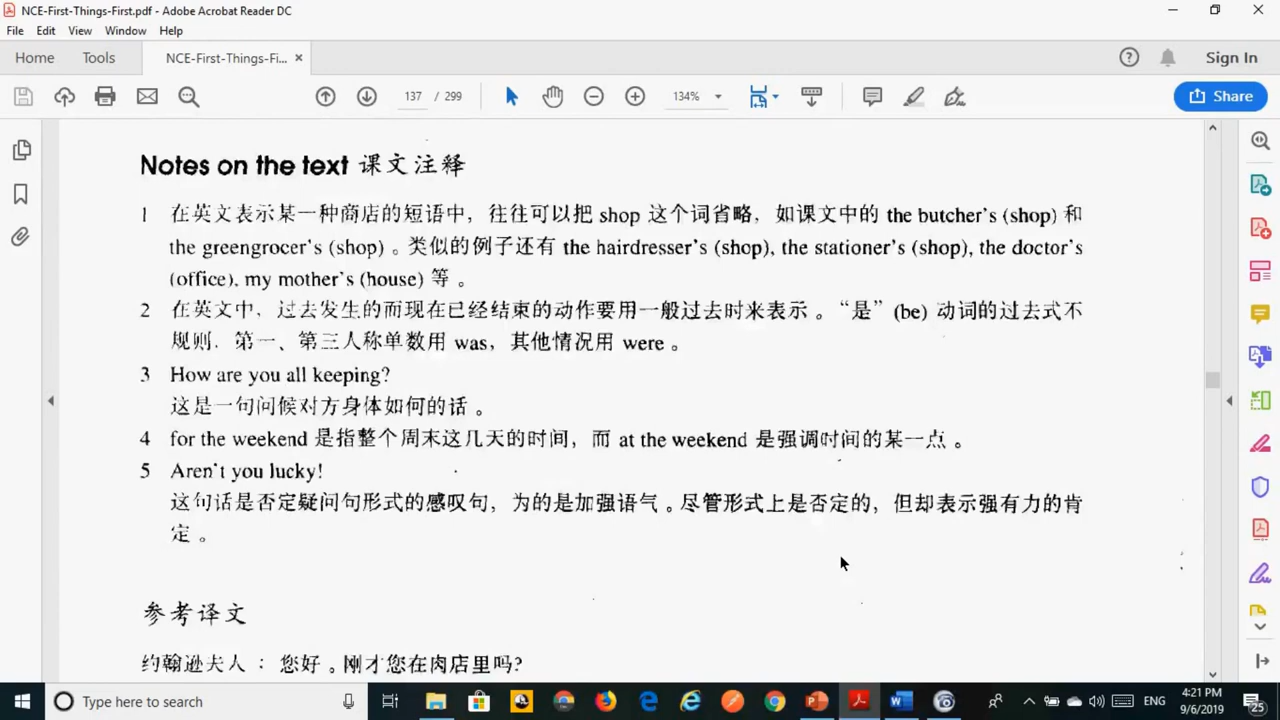 NCE-First-Things-First.pdf - Adobe Acrobat Reader DC
File Edit View Window Help
Home Tools NCE-First-Things-Fi... ×
Sign In
137 / 299
134%
Share
Notes on the text 课文注释
1 在英文表示某一种商店的短语中，往往可以把 shop 这个词省略，如课文中的 the butcher's (shop) 和
the greengrocer's (shop) 。类似的例子还有 the hairdresser's (shop), the stationer's (shop), the doctor's
(office), my mother's (house) 等 。
2 在英文中，过去发生的而现在已经结束的动作要用一般过去时来表示 。“是” (be) 动词的过去式不
规则，第一、第三人称单数用 was，其他情况用 were 。
3 How are you all keeping?
这是一句问候对方身体如何的话 。
4 for the weekend 是指整个周末这几天的时间，而 at the weekend 是强调时间的某一点 。
5 Aren't you lucky!
这句话是否定疑问句形式的感叹句，为的是加强语气 。尽管形式上是否定的，但却表示强有力的肯
定 。
参考译文
约翰逊夫人 ： 您好 。刚才您在肉店里吗?
Type here to search
ENG
4:21 PM
9/6/2019
25